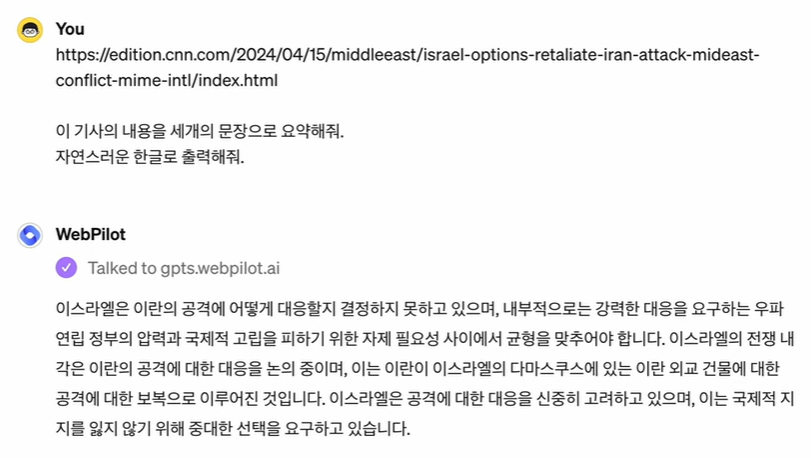 You
https://edition.cnn.com/2024/04/15/middleeast/israel-options-retaliate-iran-attack-mideast-
conflict-mime-intl/index.html
이 기사의 내용을 세개의 문장으로 요약해줘.
자연스러운 한글로 출력해줘.
WebPilot
Talked to gpts.webpilot.ai
이스라엘은 이란의 공격에 어떻게 대응할지 결정하지 못하고 있으며, 내부적으로는 강력한 대응을 요구하는 우파
연립 정부의 압력과 국제적 고립을 피하기 위한 자제 필요성 사이에서 균형을 맞추어야 합니다. 이스라엘의 전쟁 내
각은 이란의 공격에 대한 대응을 논의 중이며, 이는 이란이 이스라엘의 다마스쿠스에 있는 이란 외교 건물에 대한
공격에 대한 보복으로 이루어진 것입니다. 이스라엘은 공격에 대한 대응을 신중히 고려하고 있으며, 이는 국제적 지
지를 잃지 않기 위해 중대한 선택을 요구하고 있습니다.